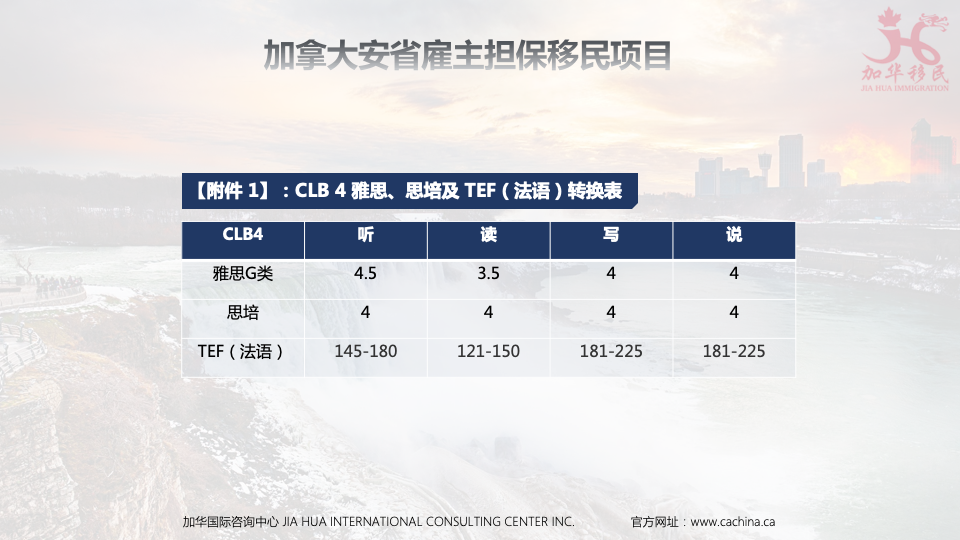 加拿大安省雇主担保移民项目
加华移民
JIA HUA IMMIGRATION
【附件 1】：CLB 4 雅思、思培及 TEF（法语）转换表
CLB4 听 读 写 说
雅思G类 4.5 3.5 4 4
思培 4 4 4 4
TEF（法语） 145-180 121-150 181-225 181-225
加华国际咨询中心 JIA HUA INTERNATIONAL CONSULTING CENTER INC. 官方网址：www.cachina.ca